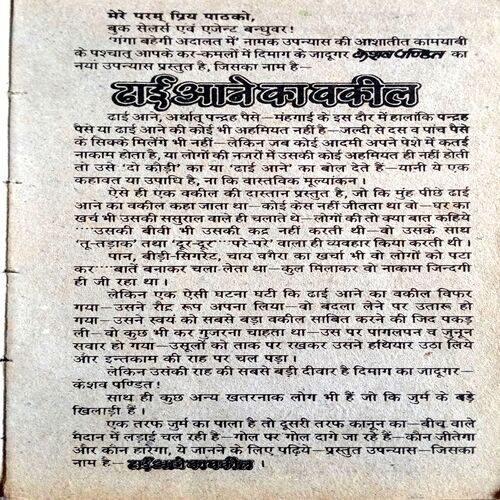 मेरे परम् प्रिय पाठको,
बुक सेलर्स एवं एजेन्ट बन्धुवर!
'गंगा बहेगी अदालत में' नामक उपन्यास की आशातीत कामयाबी
के पश्चात् आपके कर-कमलों में दिमाग के जादूगर केशव पण्डित का
नया उपन्यास प्रस्तुत है, जिसका नाम है—
ढाई आने का वकील
ढाई आने, अर्थात् पन्द्रह पैसे—मंहगाई के इस दौर में हालांकि पन्द्रह
पैसे या ढाई आने की कोई भी अहमियत नहीं है—जल्दी से दस व पांच पैसे
के सिक्के मिलेंगे भी नहीं—लेकिन जब कोई आदमी अपने पेशे में कतई
नाकाम होता है, या लोगों की नजरों में उसकी कोई अहमियत ही नहीं होती
तो उसे 'दो कौड़ी' का या 'ढाई आने' का बोल देते हैं—यानी ये एक
कहावत या उपाधि है, ना कि वास्तविक मूल्यांकन।
ऐसे ही एक वकील की दास्तान प्रस्तुत है, जो कि मुंह पीछे ढाई
आने का वकील कहा जाता था—कोई केस नहीं जीतता था वो—घर का
खर्च भी उसकी ससुराल वाले ही चलाते थे—लोगों की तो क्या बात कहिये
···उसकी बीवी भी उसकी कद्र नहीं करती थी—वो उसके साथ
'तू-तड़ाक' तथा 'दूर-दूर···परे-परे' वाला ही व्यवहार किया करती थी।
पान, बीड़ी-सिगरेट, चाय वगैरा का खर्चा भी वो लोगों को पटा
कर···बातें बनाकर चला लेता था—कुल मिलाकर वो नाकाम जिन्दगी
ही जी रहा था।
लेकिन एक ऐसी घटना घटी कि ढाई आने का वकील विफर
गया—उसने रौद्र रूप अपना लिया—वो बदला लेने पर उतारू हो
गया—उसने स्वयं को सबसे बड़ा वकील साबित करने की जिद पकड़
ली—वो कुछ भी कर गुजरना चाहता था—उस पर पागलपन व जुनून
सवार हो गया—उसूलों को ताक पर रखकर उसने हथियार उठा लिये
और इन्तकाम की राह पर चल पड़ा।
लेकिन उसकी राह की सबसे बड़ी दीवार है दिमाग का जादूगर—
केशव पण्डित!
साथ ही कुछ अन्य खतरनाक लोग भी हैं जो कि जुर्म के बड़े
खिलाड़ी हैं।
एक तरफ जुर्म का पाला है तो दूसरी तरफ कानून का—बीच वाले
मैदान में लड़ाई चल रही है—गोल पर गोल दागे जा रहे हैं—कौन जीतेगा
और कौन हारेगा, ये जानने के लिए पढ़िये—प्रस्तुत उपन्यास—जिसका
नाम है—ढाई आने का वकील।